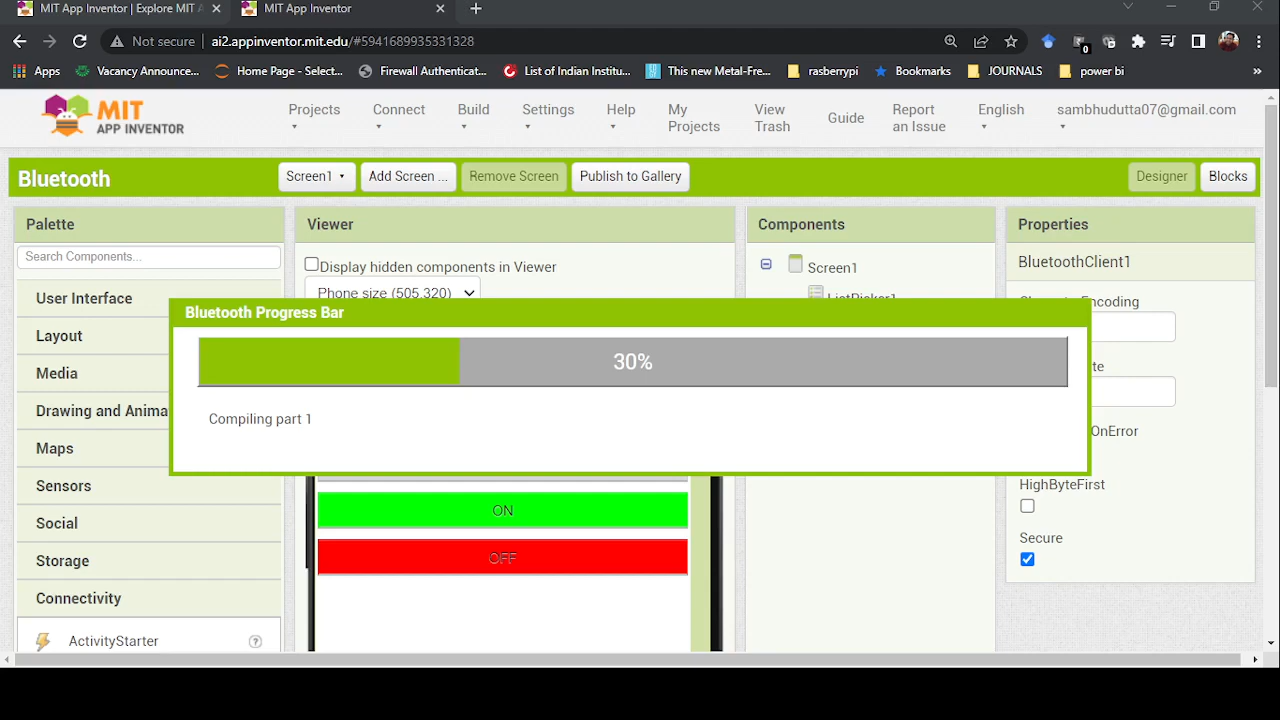 MIT App Inventor | Explore MIT A
MIT App Inventor
Not secure
ai2.appinventor.mit.edu/#5941689935331328
0
Apps
Vacancy Announce...
Home Page - Select...
Firewall Authenticat...
List of Indian Institu...
This new Metal-Fre...
rasberrypi
Bookmarks
JOURNALS
power bi
»
MIT
APP INVENTOR
Projects
Connect
Build
Settings
Help
My
Projects
View
Trash
Guide
Report
an Issue
English
sambhudutta07@gmail.com
Bluetooth
Screen1
Add Screen ...
Remove Screen
Publish to Gallery
Designer
Blocks
Palette
Viewer
Components
Properties
Search Components...
Display hidden components in Viewer
Phone size (505,320)
Screen1
ListPicker1
BluetoothClient1
User Interface
Layout
Media
Drawing and Anima
Maps
Sensors
Social
Storage
Connectivity
ActivityStarter
?
Bluetooth Progress Bar
30%
Compiling part 1
ON
OFF
Encoding
te
OnError
HighByteFirst
Secure